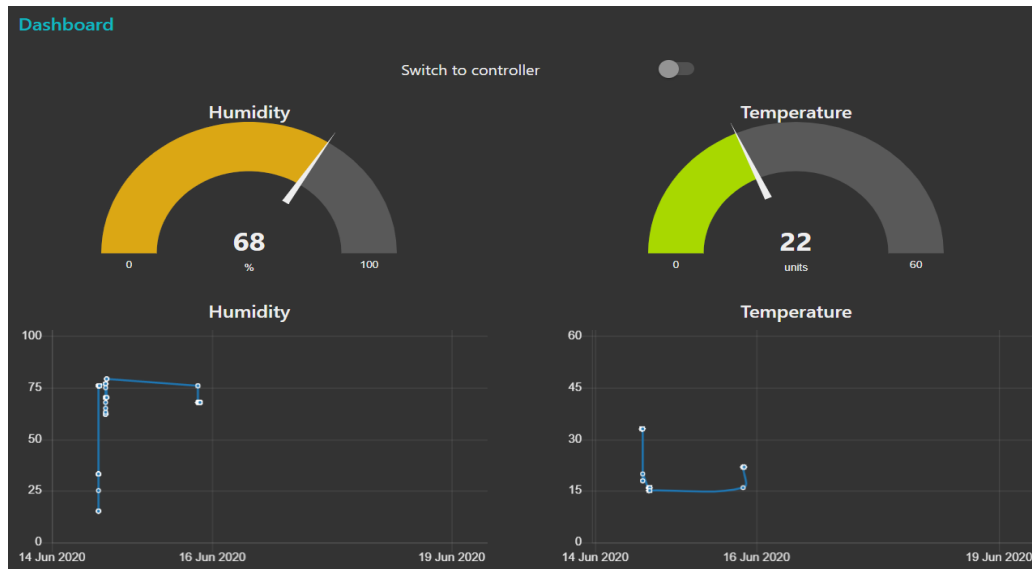 Dashboard
Switch to controller
Humidity
Temperature
68
%
0
100
22
units
0
60
Humidity
100
75
50
25
0
14 Jun 2020
16 Jun 2020
19 Jun 2020
Temperature
60
45
30
15
0
14 Jun 2020
16 Jun 2020
19 Jun 2020